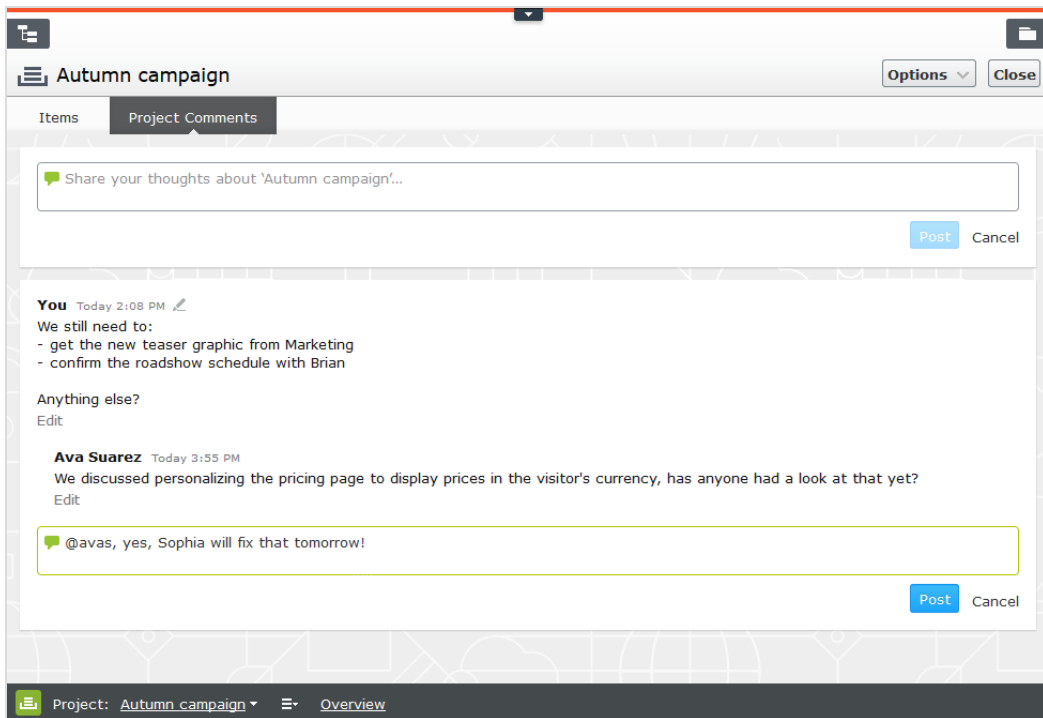 Autumn campaign
Options
Close
Items
Project Comments
Share your thoughts about ‘Autumn campaign’...
Post
Cancel
You Today 2:08 PM
We still need to:
- get the new teaser graphic from Marketing
- confirm the roadshow schedule with Brian
Anything else?
Edit
Ava Suarez Today 3:55 PM
We discussed personalizing the pricing page to display prices in the visitor's currency, has anyone had a look at that yet?
Edit
@avas, yes, Sophia will fix that tomorrow!
Post
Cancel
Project: Autumn campaign
Overview